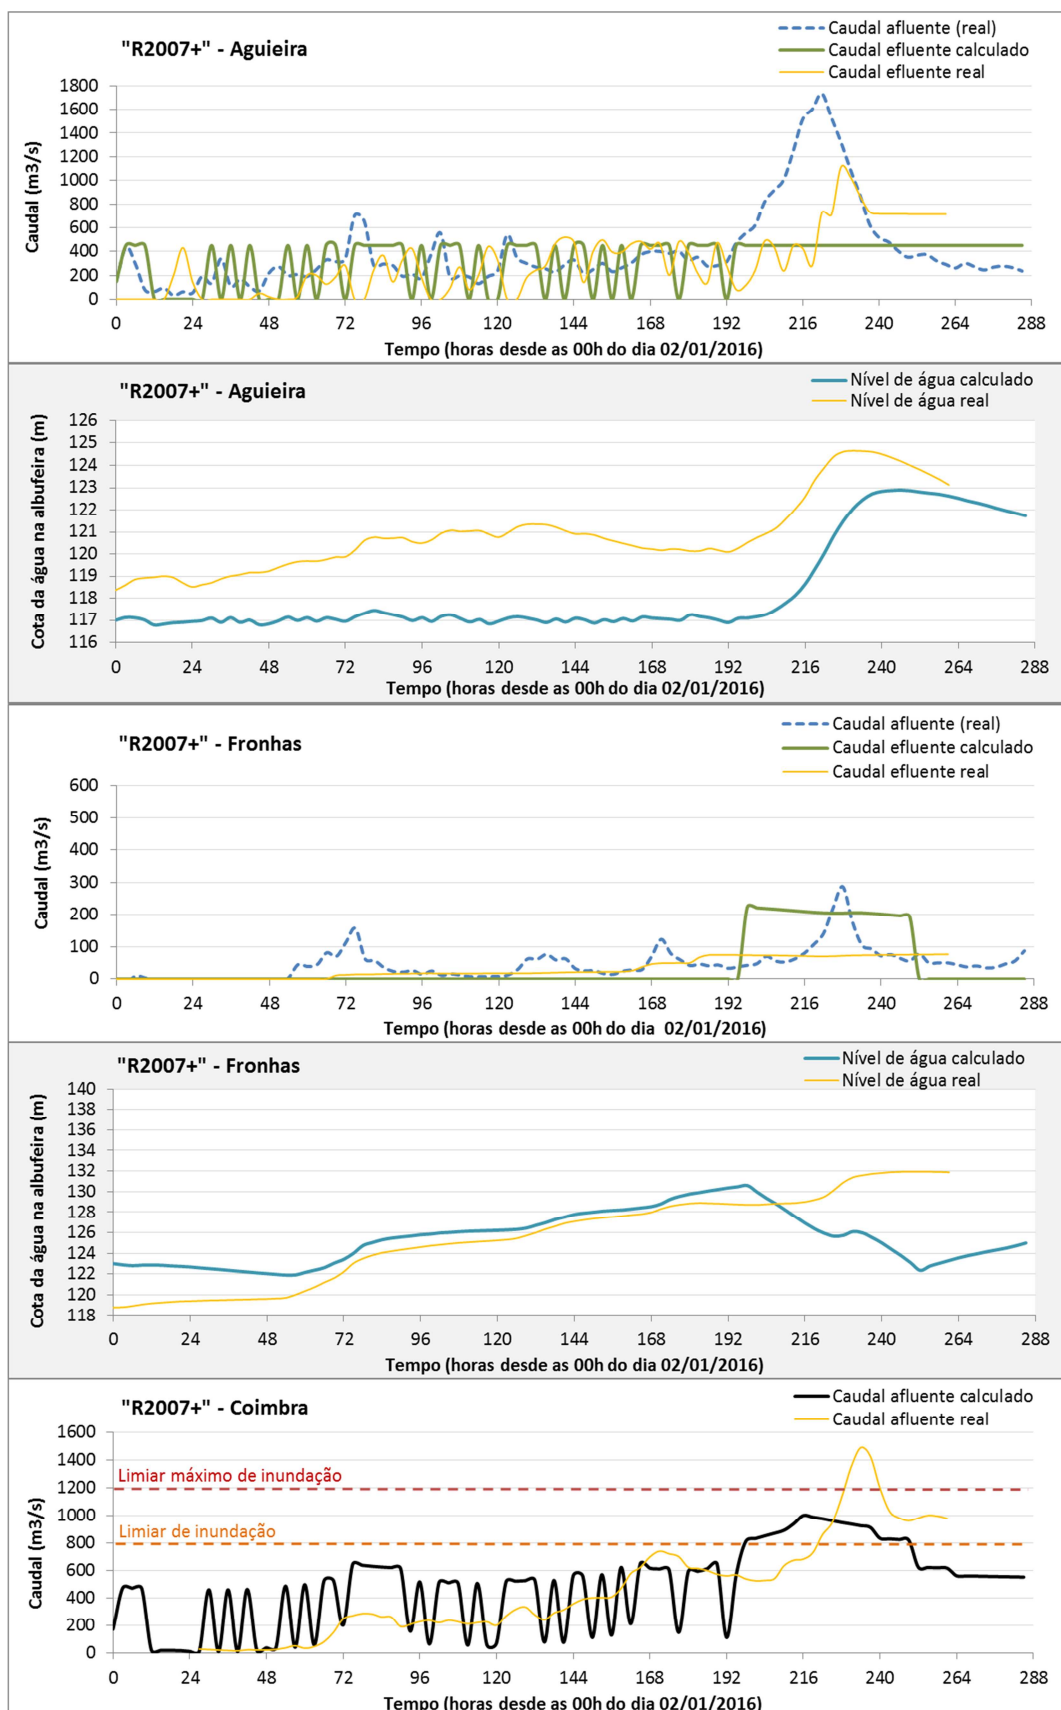 "R2007+" - Aguieira
Caudal afluente (real)
Caudal efluente calculado
Caudal efluente real
Caudal (m3/s)
1800
1600
1400
1200
1000
800
600
400
200
0
0 24 48 72 96 120 144 168 192 216 240 264 288
Tempo (horas desde as 00h do dia 02/01/2016)
"R2007+" - Aguieira
Nível de água calculado
Nível de água real
Cota da água na albufeira (m)
126
125
124
123
122
121
120
119
118
117
116
0 24 48 72 96 120 144 168 192 216 240 264 288
Tempo (horas desde as 00h do dia 02/01/2016)
"R2007+" - Fronhas
Caudal afluente (real)
Caudal efluente calculado
Caudal efluente real
Caudal (m3/s)
600
500
400
300
200
100
0
0 24 48 72 96 120 144 168 192 216 240 264 288
Tempo (horas desde as 00h do dia 02/01/2016)
"R2007+" - Fronhas
Nível de água calculado
Nível de água real
Cota da água na albufeira (m)
140
138
136
134
132
130
128
126
124
122
120
118
0 24 48 72 96 120 144 168 192 216 240 264 288
Tempo (horas desde as 00h do dia 02/01/2016)
"R2007+" - Coimbra
Caudal afluente calculado
Caudal afluente real
Caudal (m3/s)
1600
1400
1200
1000
800
600
400
200
0
Limiar máximo de inundação
Limiar de inundação
0 24 48 72 96 120 144 168 192 216 240 264 288
Tempo (horas desde as 00h do dia 02/01/2016)